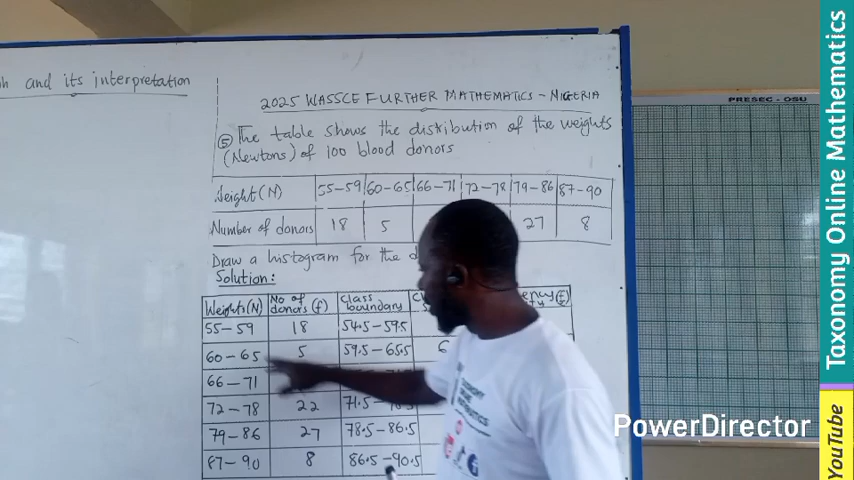 and its interpretation
2025 WASSCE FURTHER MATHEMATICS - NIGERIA
⑤ The table shows the distribution of the weights
(Newtons) of 100 blood donors
Weight (N) 55-59 60-65 66-71 72-78 79-86 87-90
Number of donors 18 5 27 8
Draw a histogram for the
Solution:
Weights (N) No of donors (f) Class boundary
55-59 18 54.5-59.5
60-65 5 59.5-65.5 6
66-71
72-78 22 71.5-
79-86 27 78.5-86.5
87-90 8 86.5-90.5
PRESEC-OSU
Taxonomy Online Mathematics
YouTube
PowerDirector